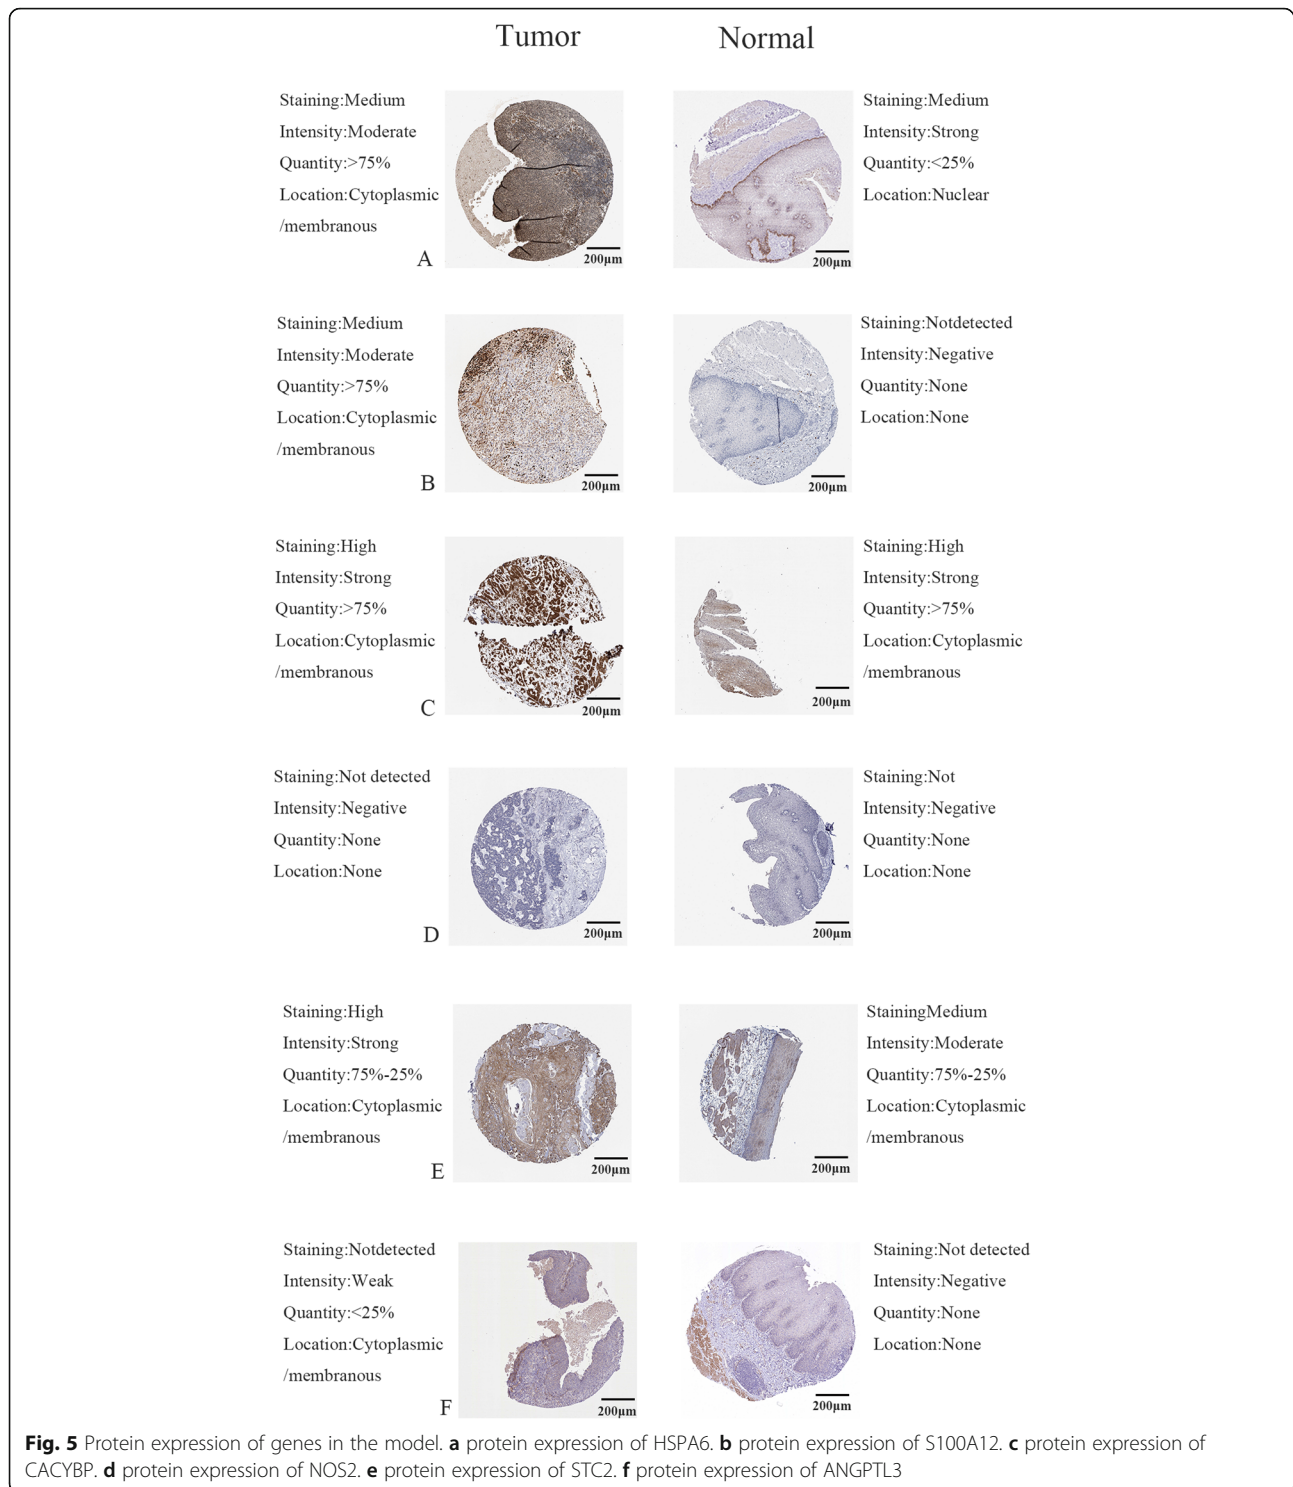 Tumor
Normal
Staining:Medium
Intensity:Moderate
Quantity:>75%
Location:Cytoplasmic
/membranous
A
200μm
200μm
Staining:Medium
Intensity:Strong
Quantity:<25%
Location:Nuclear
Staining:Medium
Intensity:Moderate
Quantity:>75%
Location:Cytoplasmic
/membranous
B
200μm
200μm
Staining:Notdetected
Intensity:Negative
Quantity:None
Location:None
Staining:High
Intensity:Strong
Quantity:>75%
Location:Cytoplasmic
/membranous
C
200μm
200μm
Staining:High
Intensity:Strong
Quantity:>75%
Location:Cytoplasmic
/membranous
Staining:Not detected
Intensity:Negative
Quantity:None
Location:None
D
200μm
200μm
Staining:Not
Intensity:Negative
Quantity:None
Location:None
Staining:High
Intensity:Strong
Quantity:75%-25%
Location:Cytoplasmic
/membranous
E
200μm
200μm
StainingMedium
Intensity:Moderate
Quantity:75%-25%
Location:Cytoplasmic
/membranous
Staining:Notdetected
Intensity:Weak
Quantity:<25%
Location:Cytoplasmic
/membranous
F
200μm
200μm
Staining:Not detected
Intensity:Negative
Quantity:None
Location:None
Fig. 5 Protein expression of genes in the model. a protein expression of HSPA6. b protein expression of S100A12. c protein expression of
CACYBP. d protein expression of NOS2. e protein expression of STC2. f protein expression of ANGPTL3